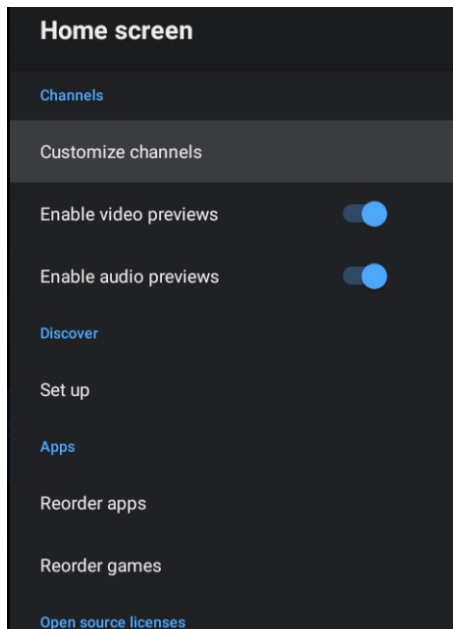 Home screen
Channels
Customize channels
Enable video previews
Enable audio previews
Discover
Set up
Apps
Reorder apps
Reorder games
Open source licenses